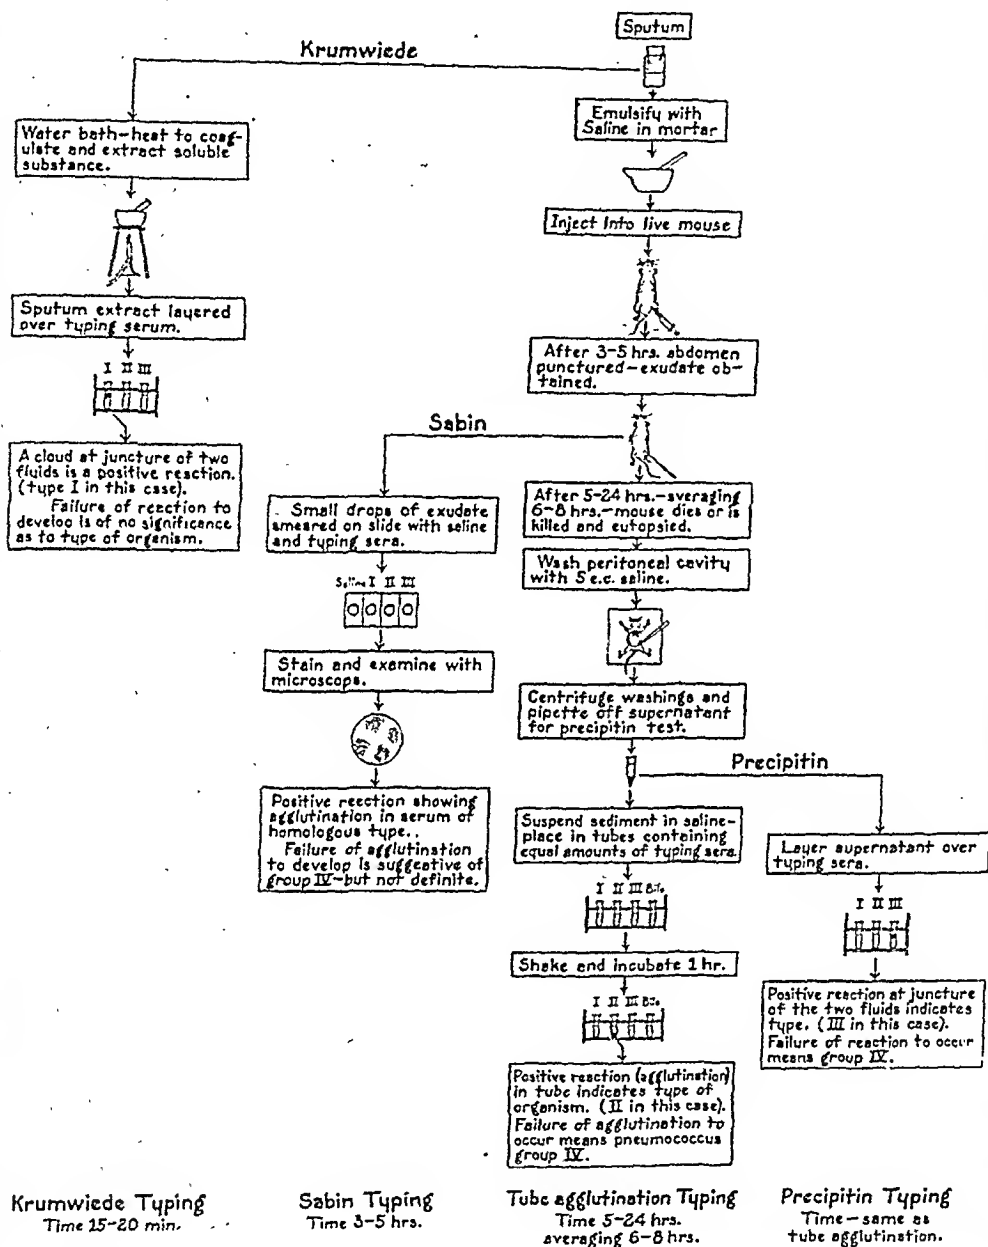 Sputum
Krumwiede
Emulsify with
Saline in mortar
Water bath-heat to coag-
ulate and extract soluble
substance.
Inject into live mouse
Sputum extract layered
over typing serum.
After 3-5 hrs. abdomen
punctured-exudate ob-
tained.
I II III
Sabin
A cloud at juncture of two
fluids is a positive reaction.
(type I in this case).
Failure of reaction to
develop is of no significance
as to type of organism.
After 5-24 hrs.-averaging
6-8 hrs.-mouse dies or is
killed and eutopsied.
Small drops of exudate
smeared on slide with saline
and typing sera.
Wash peritoneal cavity
with 5 c.c. saline.
Saline I II III
Stain and examine with
microscope.
Centrifuge washings and
pipette off supernatant
for precipitin test.
Precipitin
Positive reection showing
agglutination in serum of
homologous type..
Failure of agglutination
to develop is suggestive of
group IV-but not definite.
Suspend sediment in saline-
place in tubes containing
equal amounts of typing sera.
Layer supernatant over
typing sera.
I II III Bile
I II III
Shake and incubate 1 hr.
I II III Bile
Positive reaction at juncture
of the two fluids indicates
type. (III in this case).
Failure of reaction to occur
means group IV.
Positive reaction (agglutination)
in tube indicates type of
organism. (II in this case).
Failure of agglutination to
occur means pneumococcus
group IV.
Krumwiede Typing
Time 15-20 min.
Sabin Typing
Time 3-5 hrs.
Tube agglutination Typing
Time 5-24 hrs.
averaging 6-8 hrs.
Precipitin Typing
Time-same as
tube agglutination.